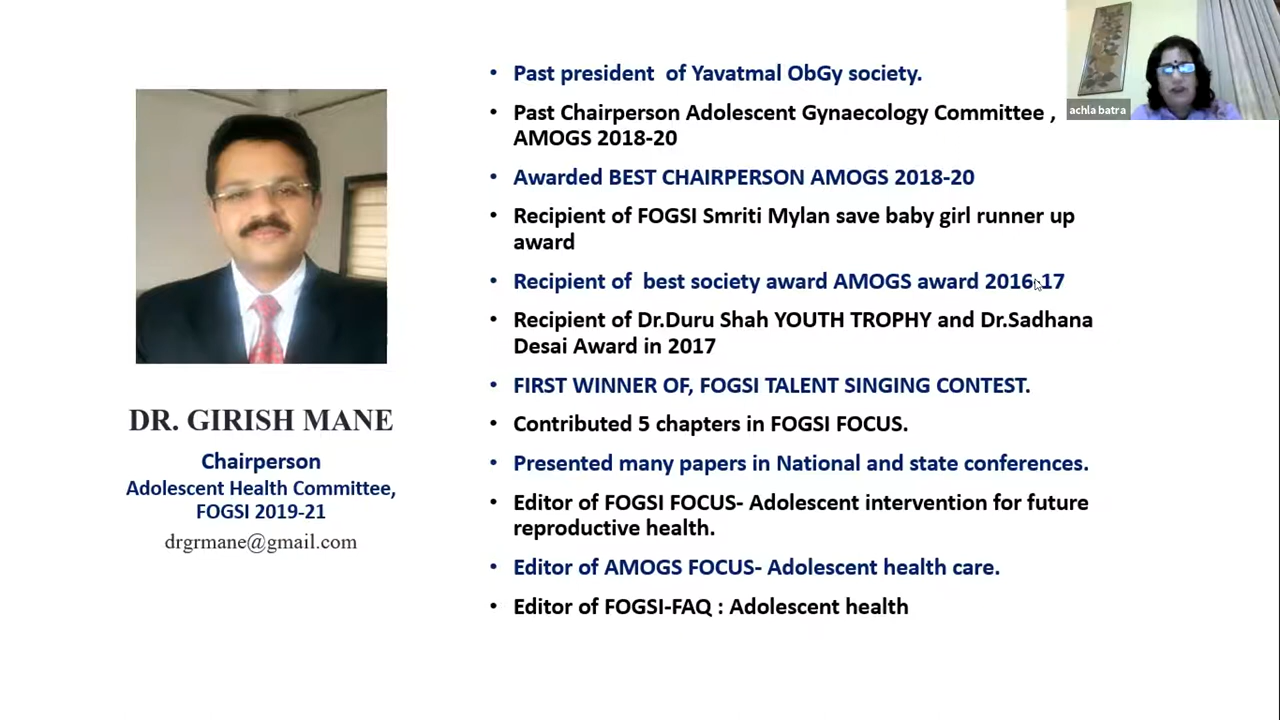 achla batra
DR. GIRISH MANE
Chairperson
Adolescent Health Committee,
FOGSI 2019-21
drgrmane@gmail.com
• Past president of Yavatmal ObGy society.
• Past Chairperson Adolescent Gynaecology Committee ,
AMOGS 2018-20
• Awarded BEST CHAIRPERSON AMOGS 2018-20
• Recipient of FOGSI Smriti Mylan save baby girl runner up
award
• Recipient of best society award AMOGS award 2016-17
• Recipient of Dr.Duru Shah YOUTH TROPHY and Dr.Sadhana
Desai Award in 2017
• FIRST WINNER OF, FOGSI TALENT SINGING CONTEST.
• Contributed 5 chapters in FOGSI FOCUS.
• Presented many papers in National and state conferences.
• Editor of FOGSI FOCUS- Adolescent intervention for future
reproductive health.
• Editor of AMOGS FOCUS- Adolescent health care.
• Editor of FOGSI-FAQ : Adolescent health